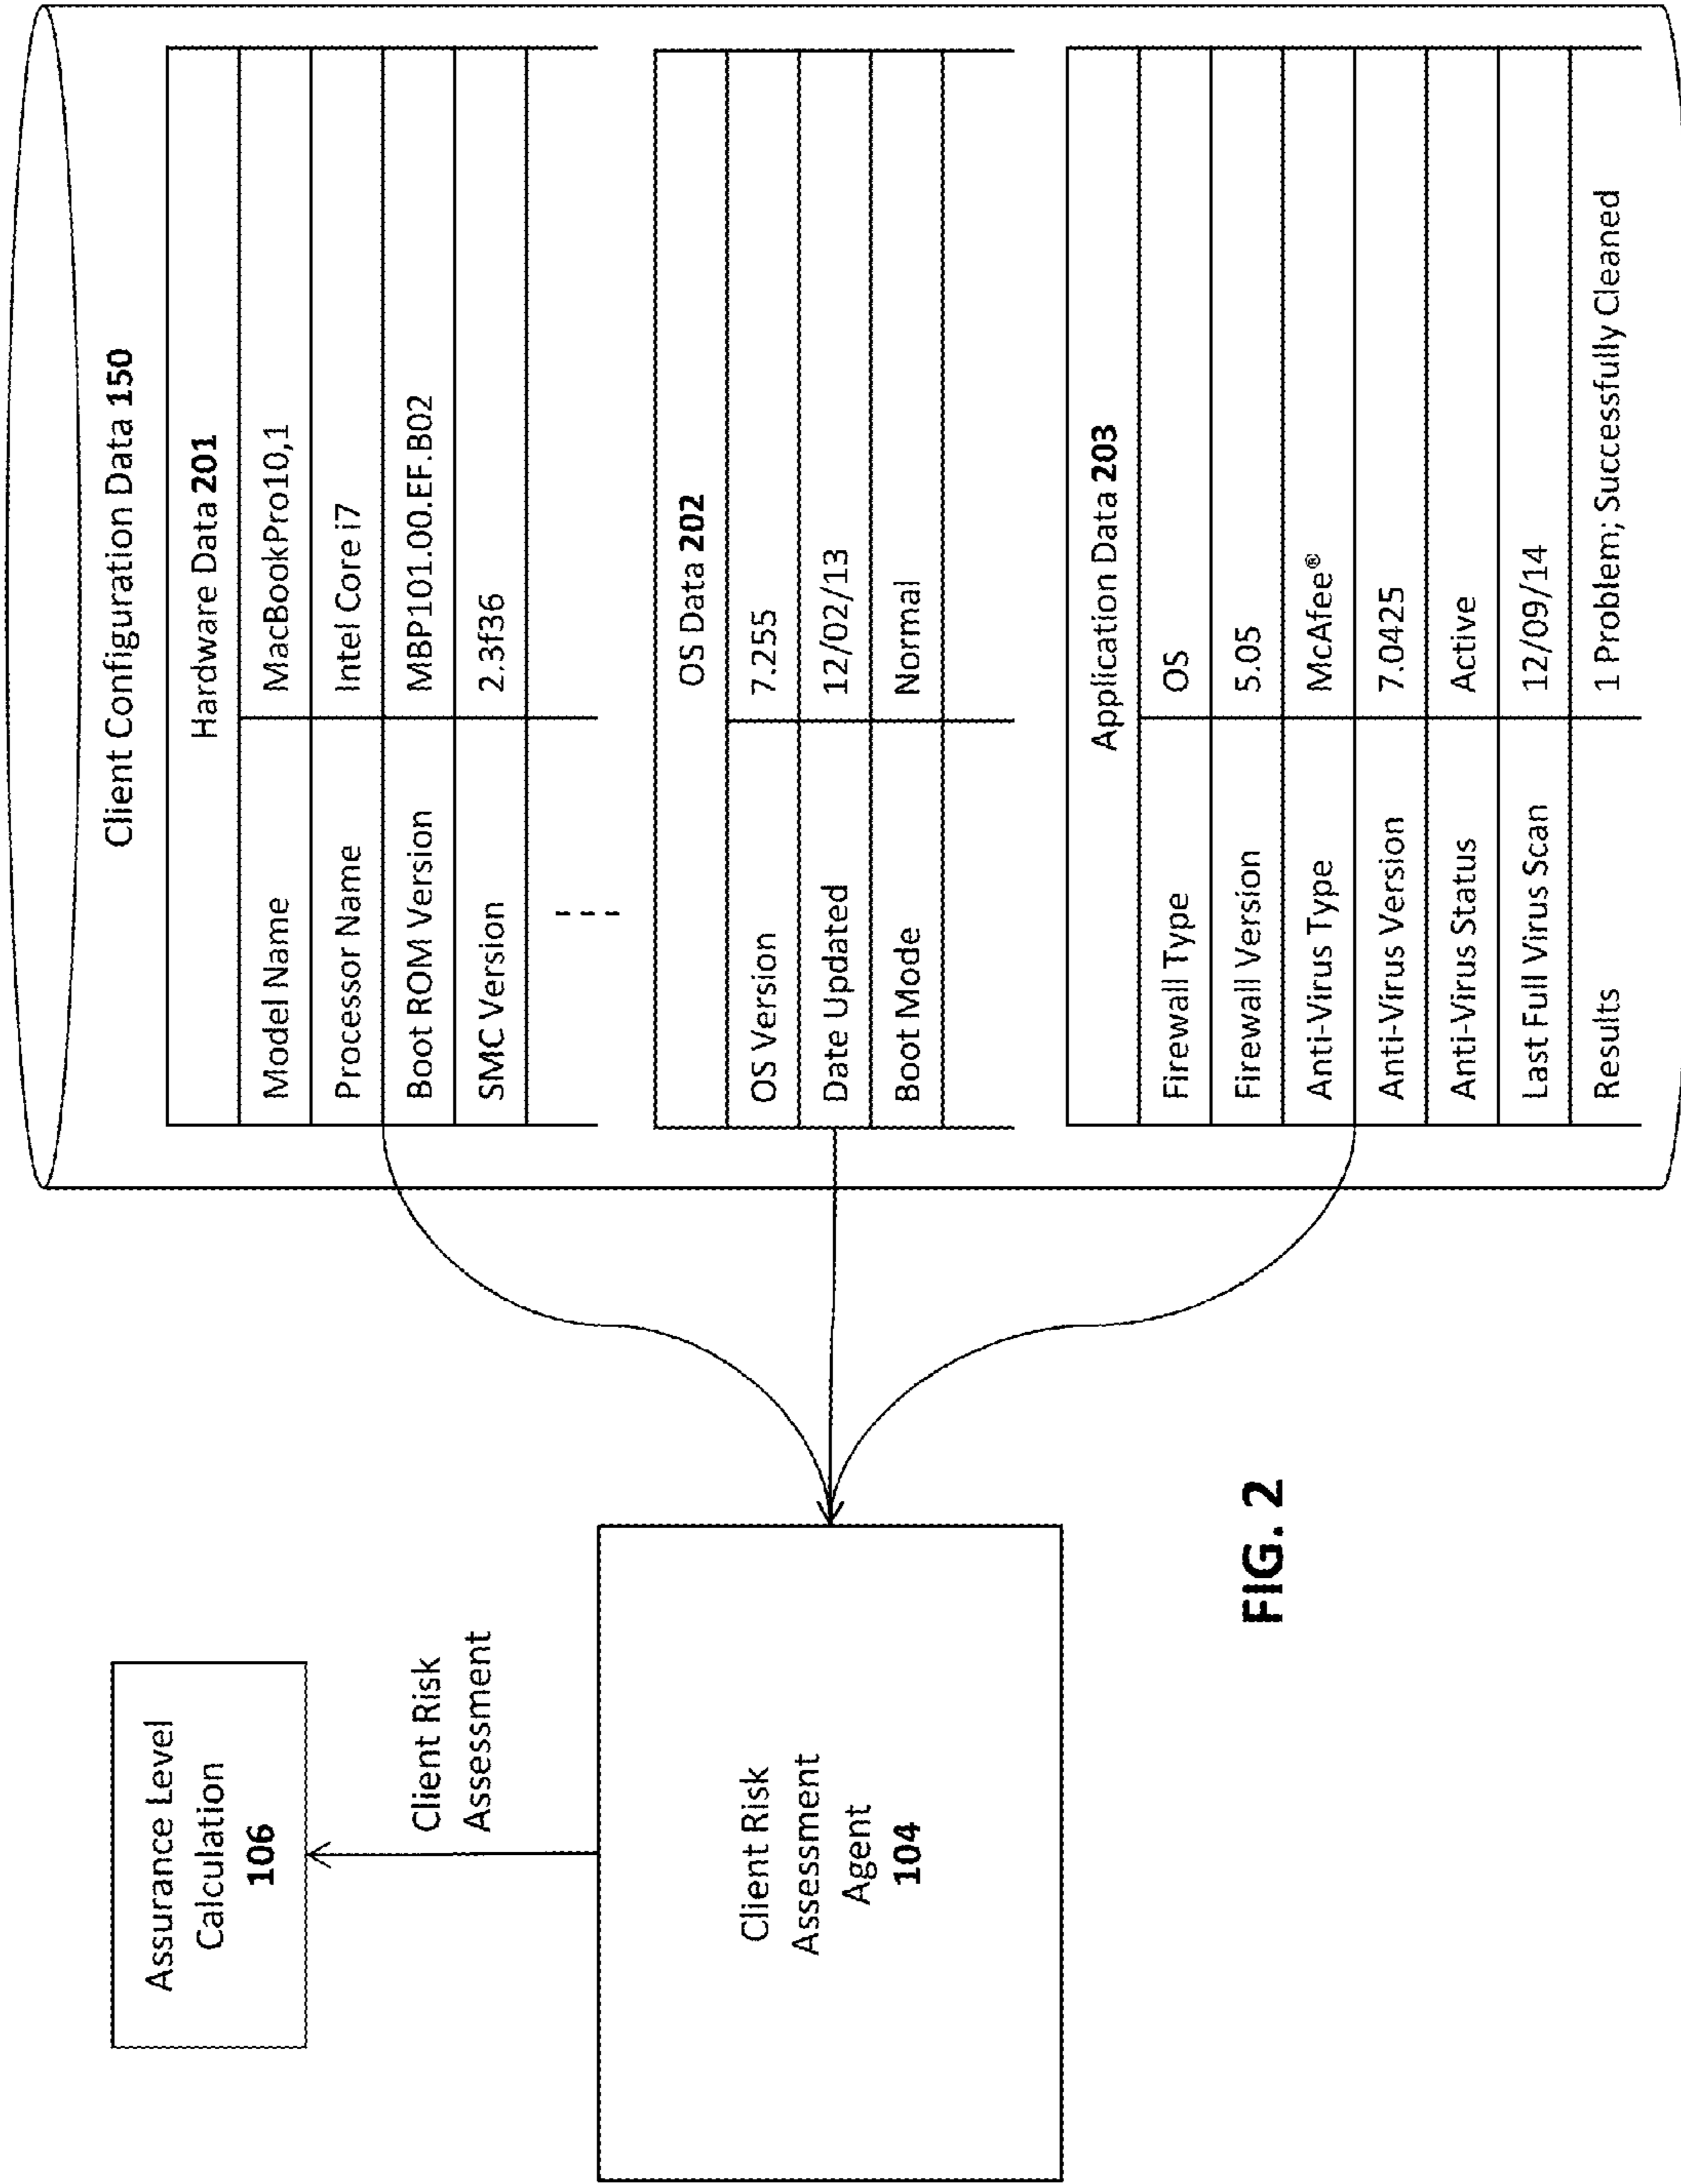 Assurance Level
Calculation
106
Client Risk
Assessment
Client Risk
Assessment
Agent
104
Client Configuration Data 150
Hardware Data 201
Model Name MacBookPro10,1
Processor Name Intel Core i7
Boot ROM Version MBP101.00.EF.B02
SMC Version 2.3f36
OS Data 202
OS Version 7.255
Date Updated 12/02/13
Boot Mode Normal
Application Data 203
Firewall Type OS
Firewall Version 5.05
Anti-Virus Type McAfee®
Anti-Virus Version 7.0425
Anti-Virus Status Active
Last Full Virus Scan 12/09/14
Results 1 Problem; Successfully Cleaned
FIG. 2